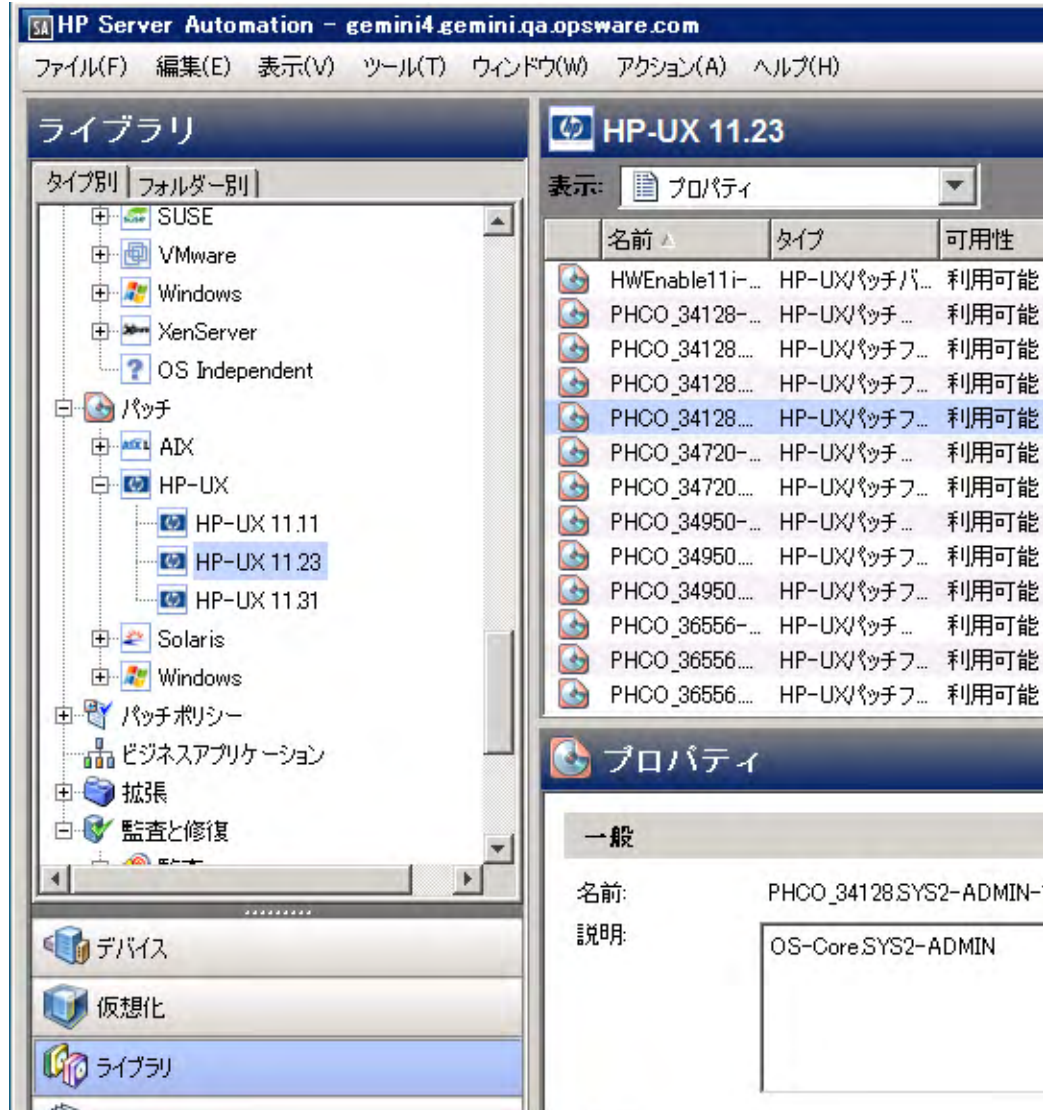 HP Server Automation - gemini4.gemini.qa.opsware.com
ファイル(F) 編集(E) 表示(V) ツール(T) ウィンドウ(W) アクション(A) ヘルプ(H)
ライブラリ
タイプ別 フォルダー別
SUSE
VMware
Windows
XenServer
OS Independent
パッチ
AIX
HP-UX
HP-UX 11.11
HP-UX 11.23
HP-UX 11.31
Solaris
Windows
パッチポリシー
ビジネスアプリケーション
拡張
監査と修復
デバイス
仮想化
ライブラリ
HP-UX 11.23
表示: プロパティ
名前 タイプ 可用性
HWEnable11i-... HP-UXパッチバ... 利用可能
PHCO_34128-... HP-UXパッチ... 利用可能
PHCO_34128.... HP-UXパッチフ... 利用可能
PHCO_34128.... HP-UXパッチフ... 利用可能
PHCO_34128.... HP-UXパッチフ... 利用可能
PHCO_34720-... HP-UXパッチ... 利用可能
PHCO_34720.... HP-UXパッチフ... 利用可能
PHCO_34950-... HP-UXパッチ... 利用可能
PHCO_34950.... HP-UXパッチフ... 利用可能
PHCO_34950.... HP-UXパッチフ... 利用可能
PHCO_36556-... HP-UXパッチ... 利用可能
PHCO_36556.... HP-UXパッチフ... 利用可能
PHCO_36556.... HP-UXパッチフ... 利用可能
プロパティ
一般
名前: PHCO_34128.SYS2-ADMIN-
説明: OS-Core.SYS2-ADMIN